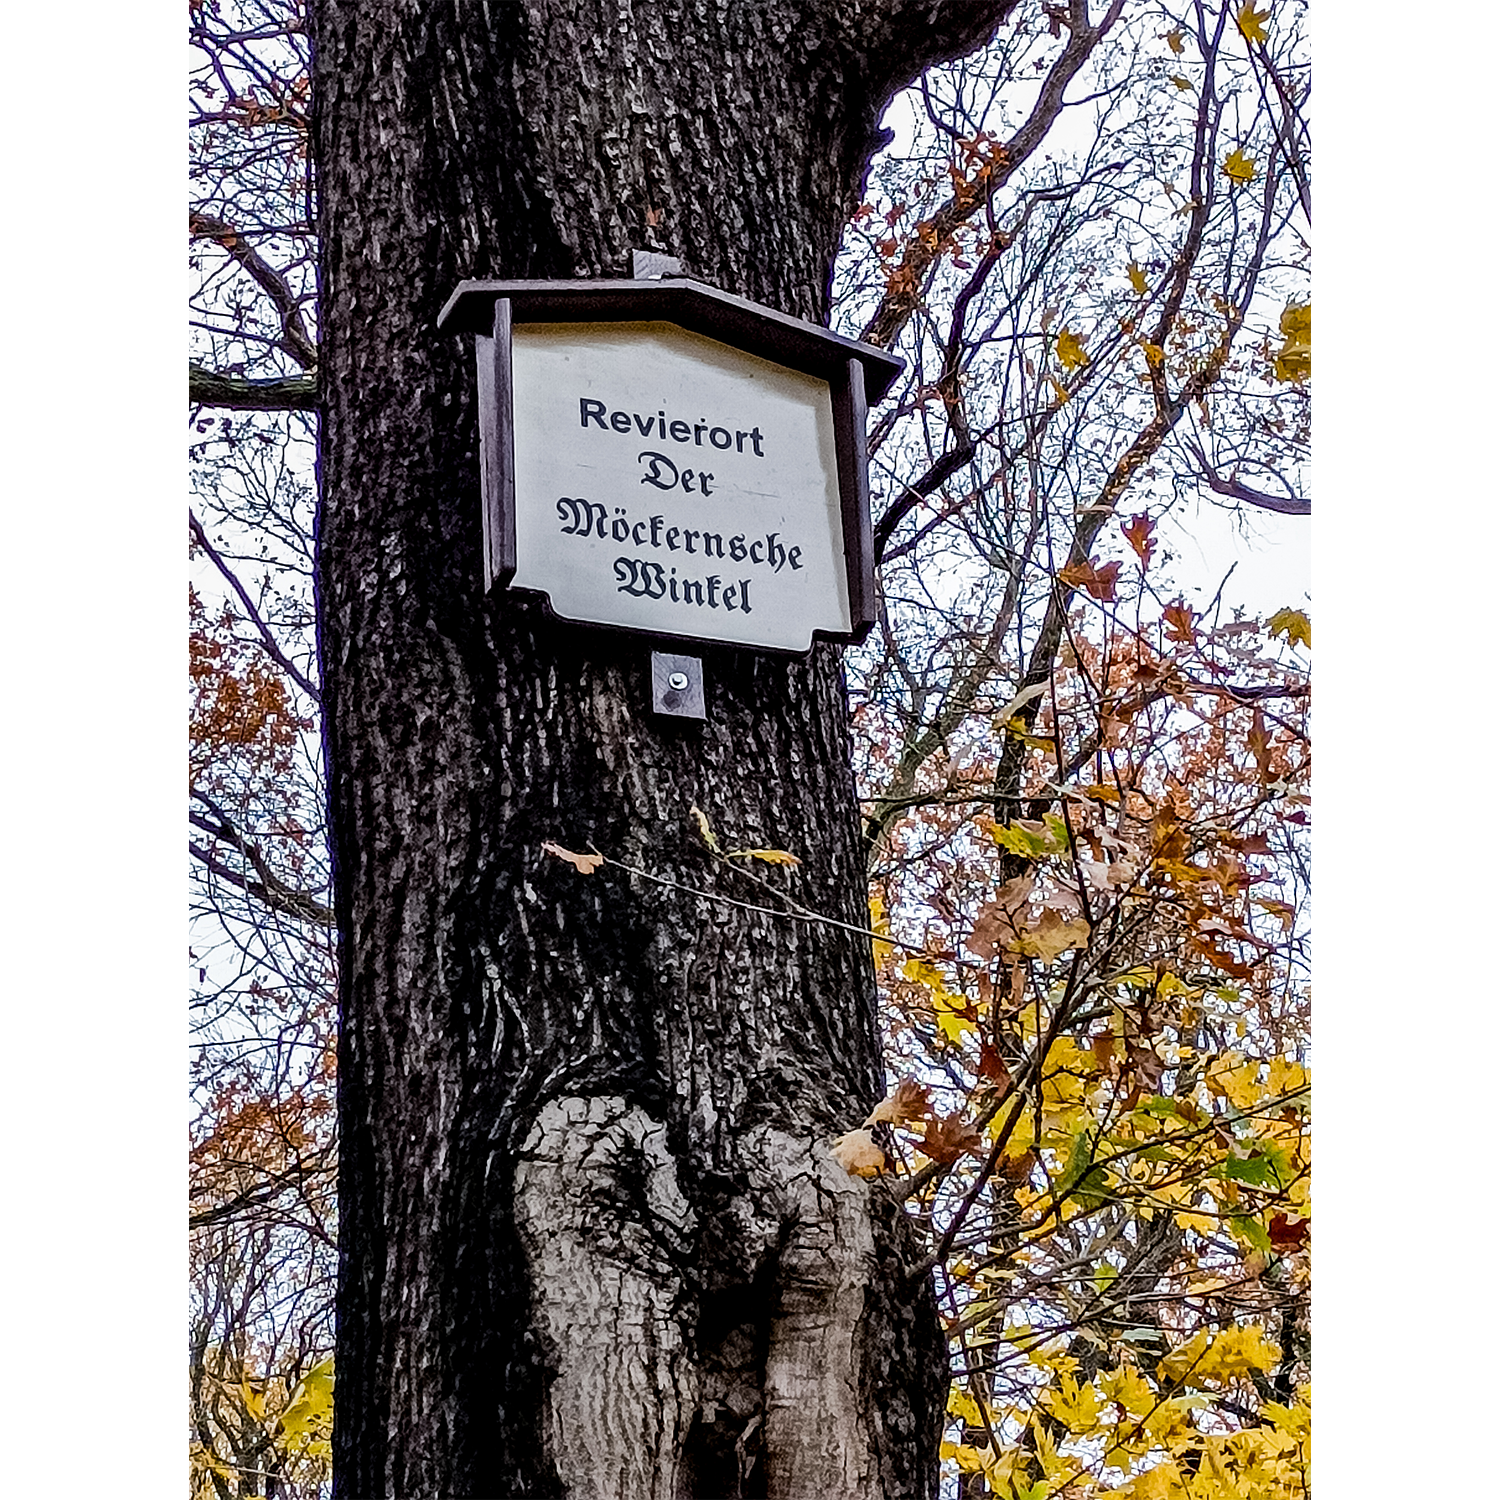 Revierort
Der
Möckernsche
Winkel